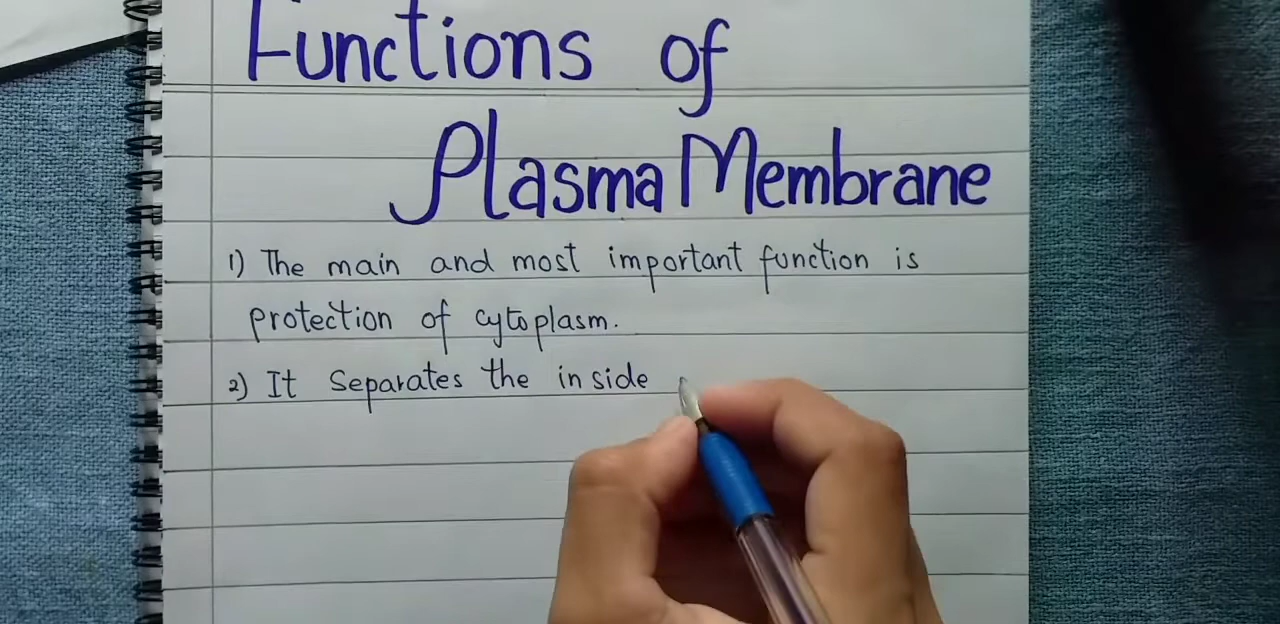 Functions of
Plasma Membrane
1) The main and most important function is
protection of cytoplasm.
2) It Separates the inside